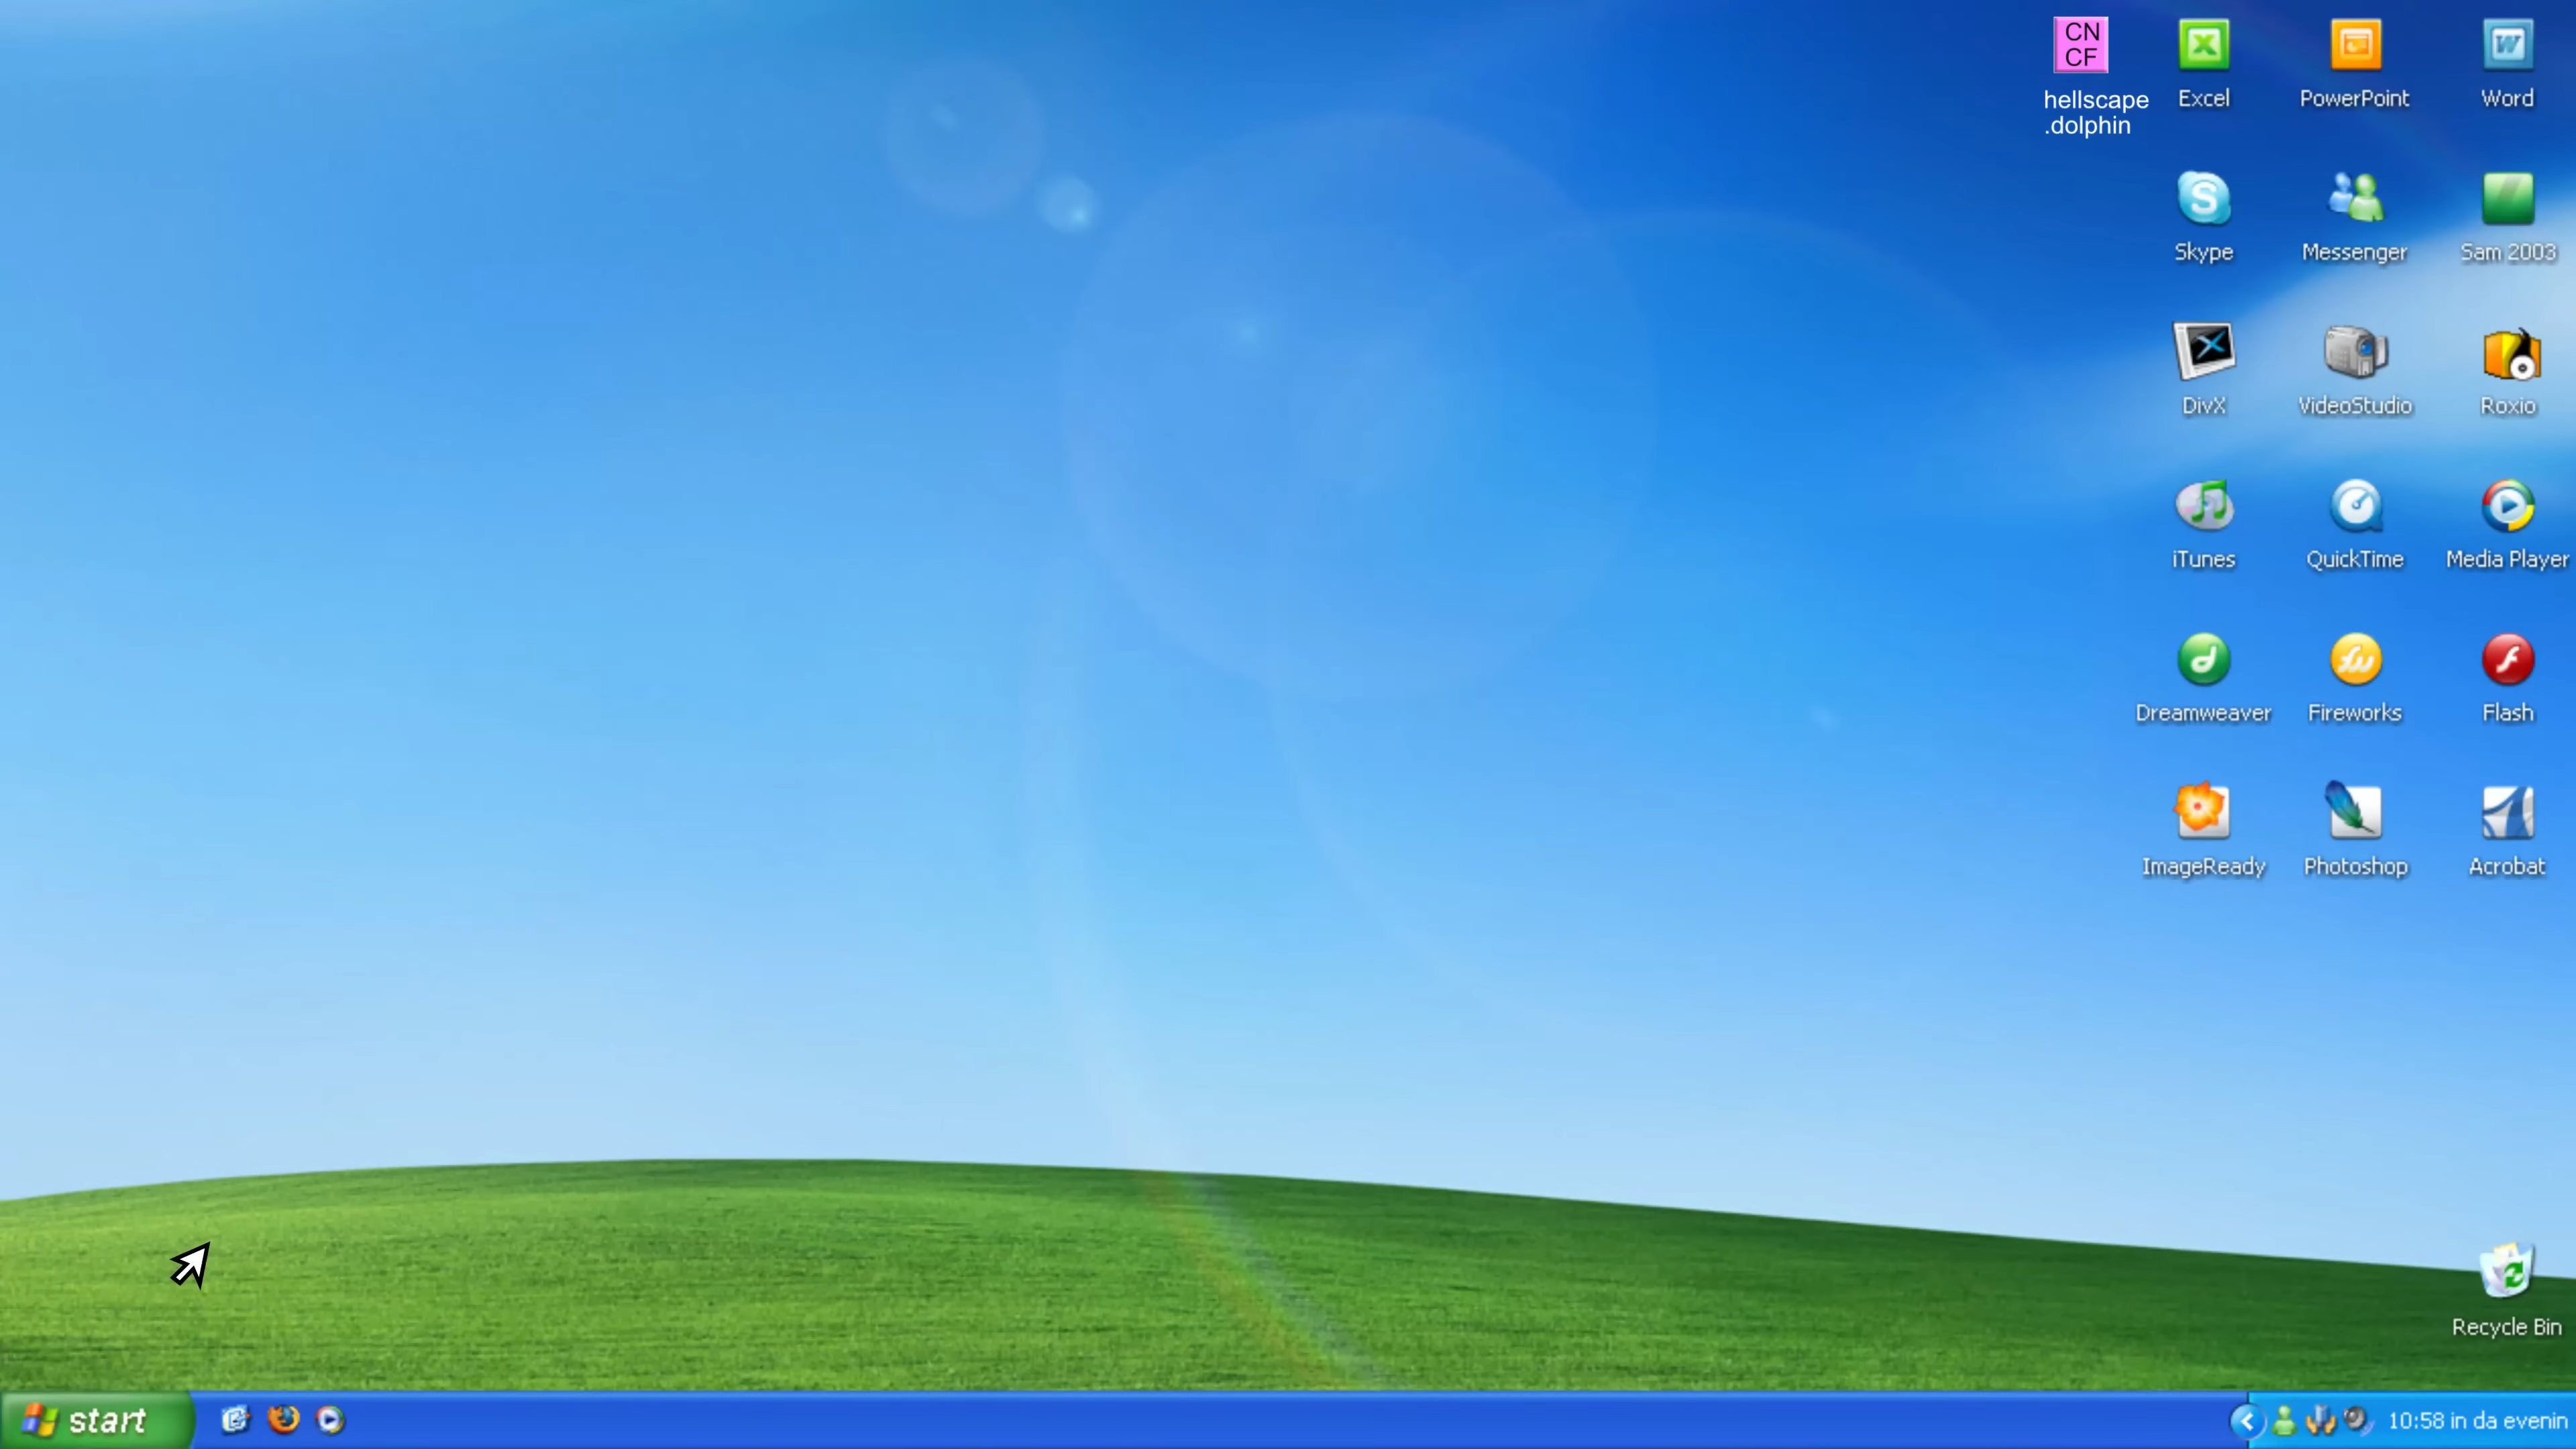 CN
CF
hellscape
.dolphin
Excel
PowerPoint
Word
Skype
Messenger
Sam 2003
DivX
VideoStudio
Roxio
iTunes
QuickTime
Media Player
Dreamweaver
Fireworks
Flash
ImageReady
Photoshop
Acrobat
Recycle Bin
start
10:58 in da evenin